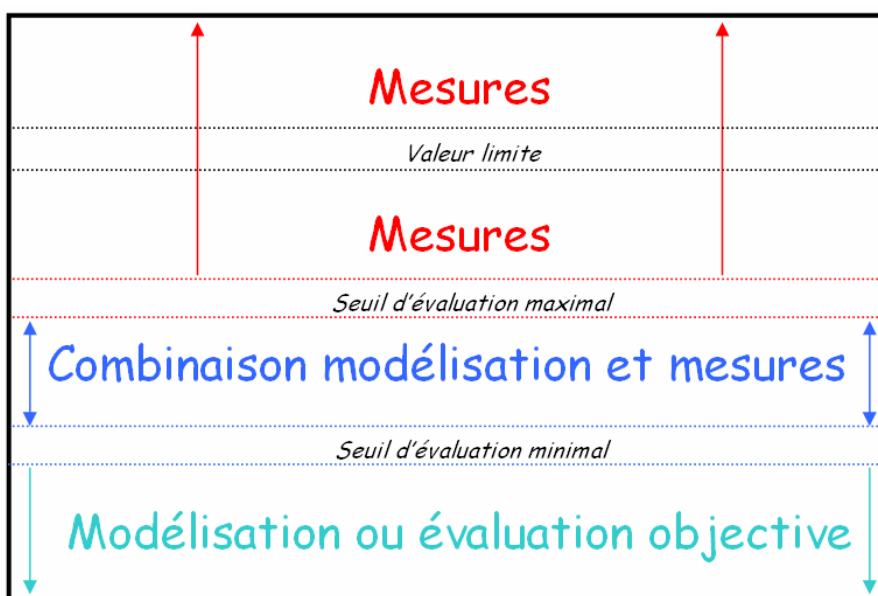 Mesures
Valeur limite
Mesures
Seuil d'évaluation maximal
Combinaison modélisation et mesures
Seuil d'évaluation minimal
Modélisation ou évaluation objective